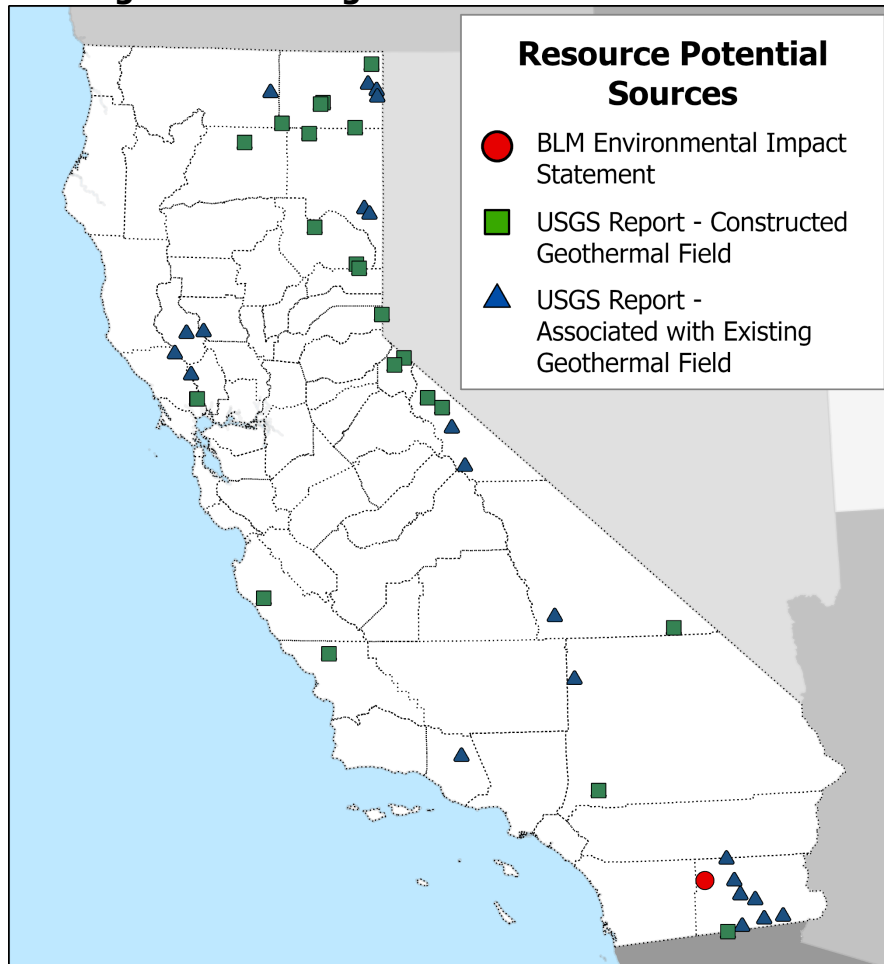 Resource Potential
Sources
BLM Environmental Impact
Statement
USGS Report - Constructed
Geothermal Field
USGS Report -
Associated with Existing
Geothermal Field